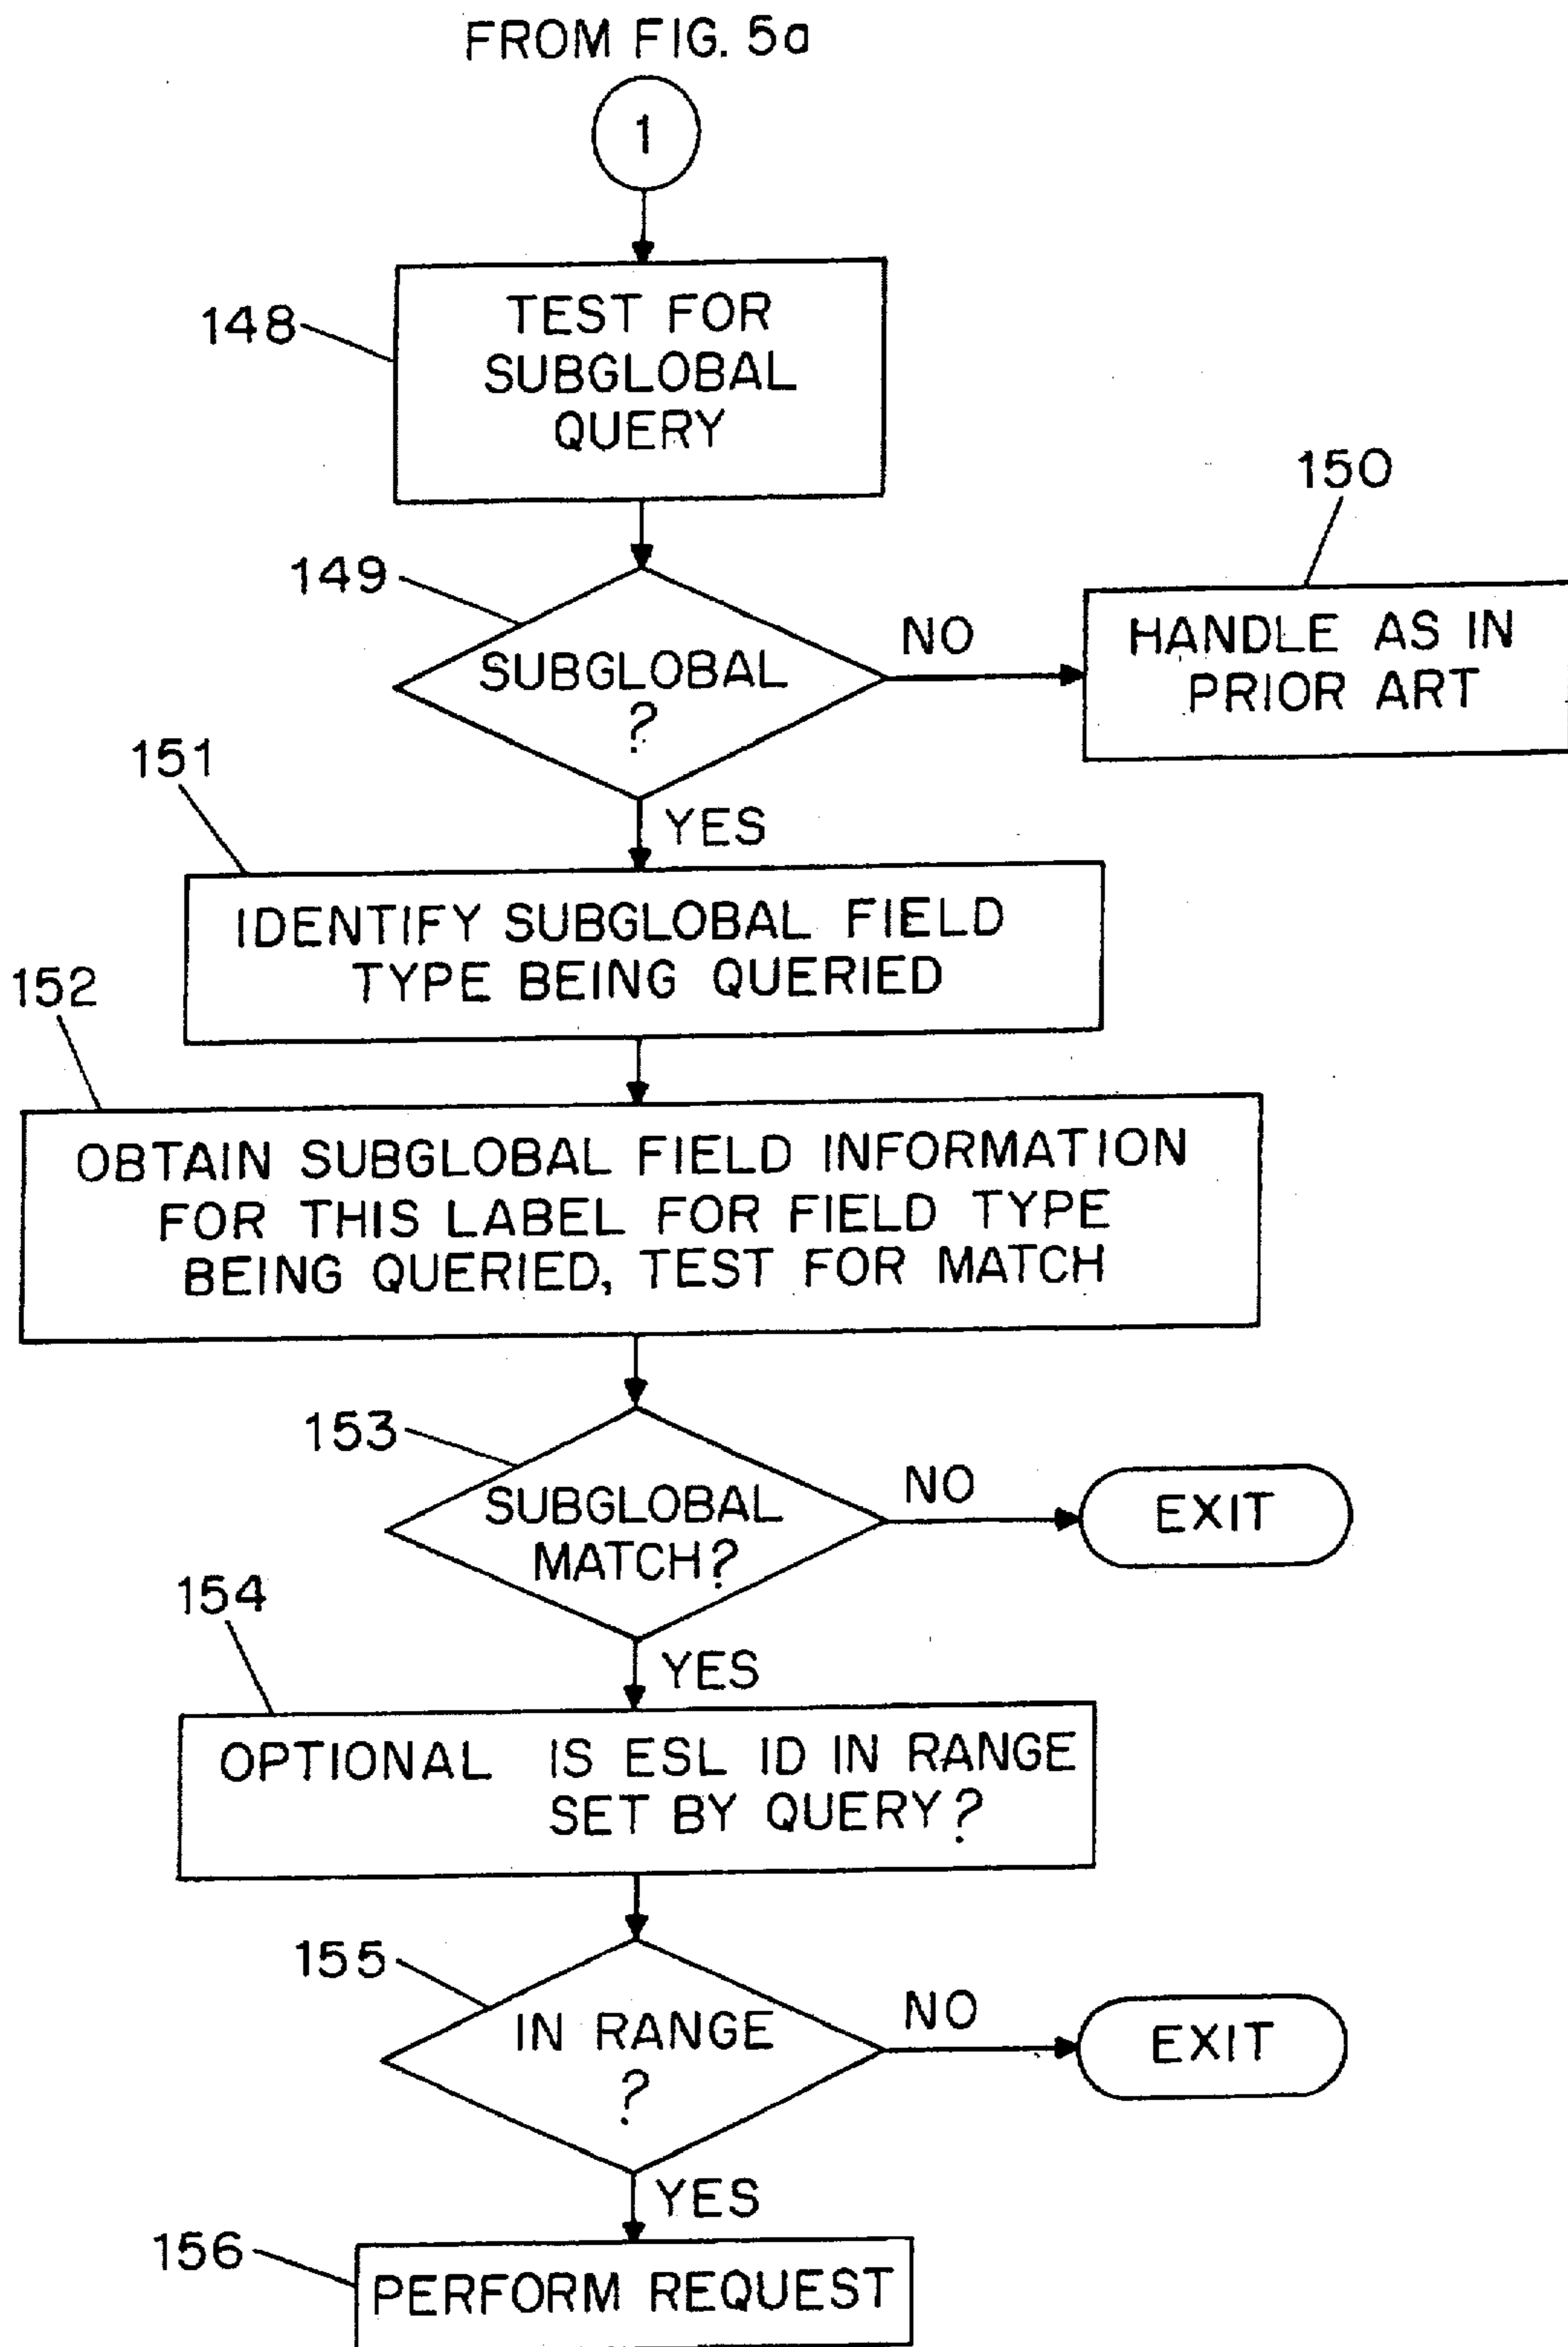 FROM FIG. 5a
1
148
TEST FOR
SUBGLOBAL
QUERY
149
SUBGLOBAL
?
NO
150
HANDLE AS IN
PRIOR ART
YES
151
IDENTIFY SUBGLOBAL FIELD
TYPE BEING QUERIED
152
OBTAIN SUBGLOBAL FIELD INFORMATION
FOR THIS LABEL FOR FIELD TYPE
BEING QUERIED, TEST FOR MATCH
153
SUBGLOBAL
MATCH?
NO
EXIT
YES
154
OPTIONAL IS ESL ID IN RANGE
SET BY QUERY?
155
IN RANGE
?
NO
EXIT
YES
156
PERFORM REQUEST